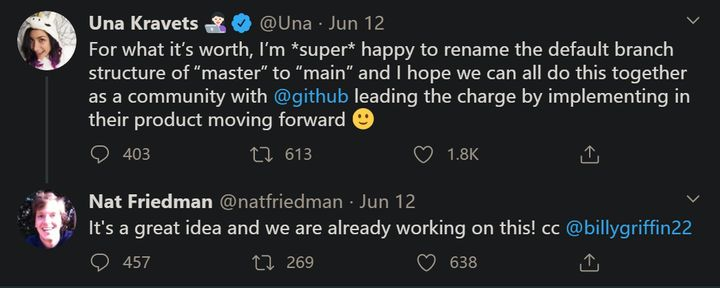 Una Kravets 👩🏻‍💻 @Una · Jun 12
For what it’s worth, I’m *super* happy to rename the default branch
structure of “master” to “main” and I hope we can all do this together
as a community with @github leading the charge by implementing in
their product moving forward 🙂
403 613 1.8K
Nat Friedman @natfriedman · Jun 12
It's a great idea and we are already working on this! cc @billygriffin22
457 269 638